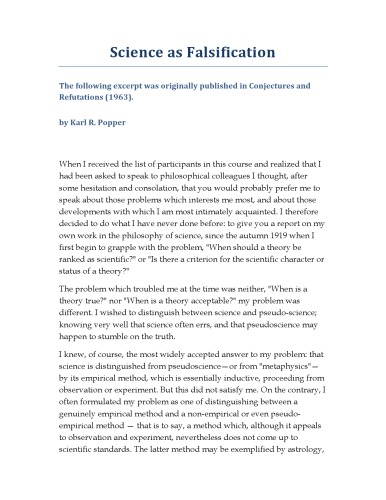 Science as Falsification
The following excerpt was originally published in Conjectures and
Refutations (1963).
by Karl R. Popper
When I received the list of participants in this course and realized that I
had been asked to speak to philosophical colleagues I thought, after
some hesitation and consolation, that you would probably prefer me to
speak about those problems which interests me most, and about those
developments with which I am most intimately acquainted. I therefore
decided to do what I have never done before: to give you a report on my
own work in the philosophy of science, since the autumn 1919 when I
first begin to grapple with the problem, "When should a theory be
ranked as scientific?" or "Is there a criterion for the scientific character or
status of a theory?"
The problem which troubled me at the time was neither, "When is a
theory true?" nor "When is a theory acceptable?" my problem was
different. I wished to distinguish between science and pseudo-science;
knowing very well that science often errs, and that pseudoscience may
happen to stumble on the truth.
I knew, of course, the most widely accepted answer to my problem: that
science is distinguished from pseudoscience—or from "metaphysics"—
by its empirical method, which is essentially inductive, proceeding from
observation or experiment. But this did not satisfy me. On the contrary, I
often formulated my problem as one of distinguishing between a
genuinely empirical method and a non-empirical or even pseudo-
empirical method — that is to say, a method which, although it appeals
to observation and experiment, nevertheless does not come up to
scientific standards. The latter method may be exemplified by astrology,